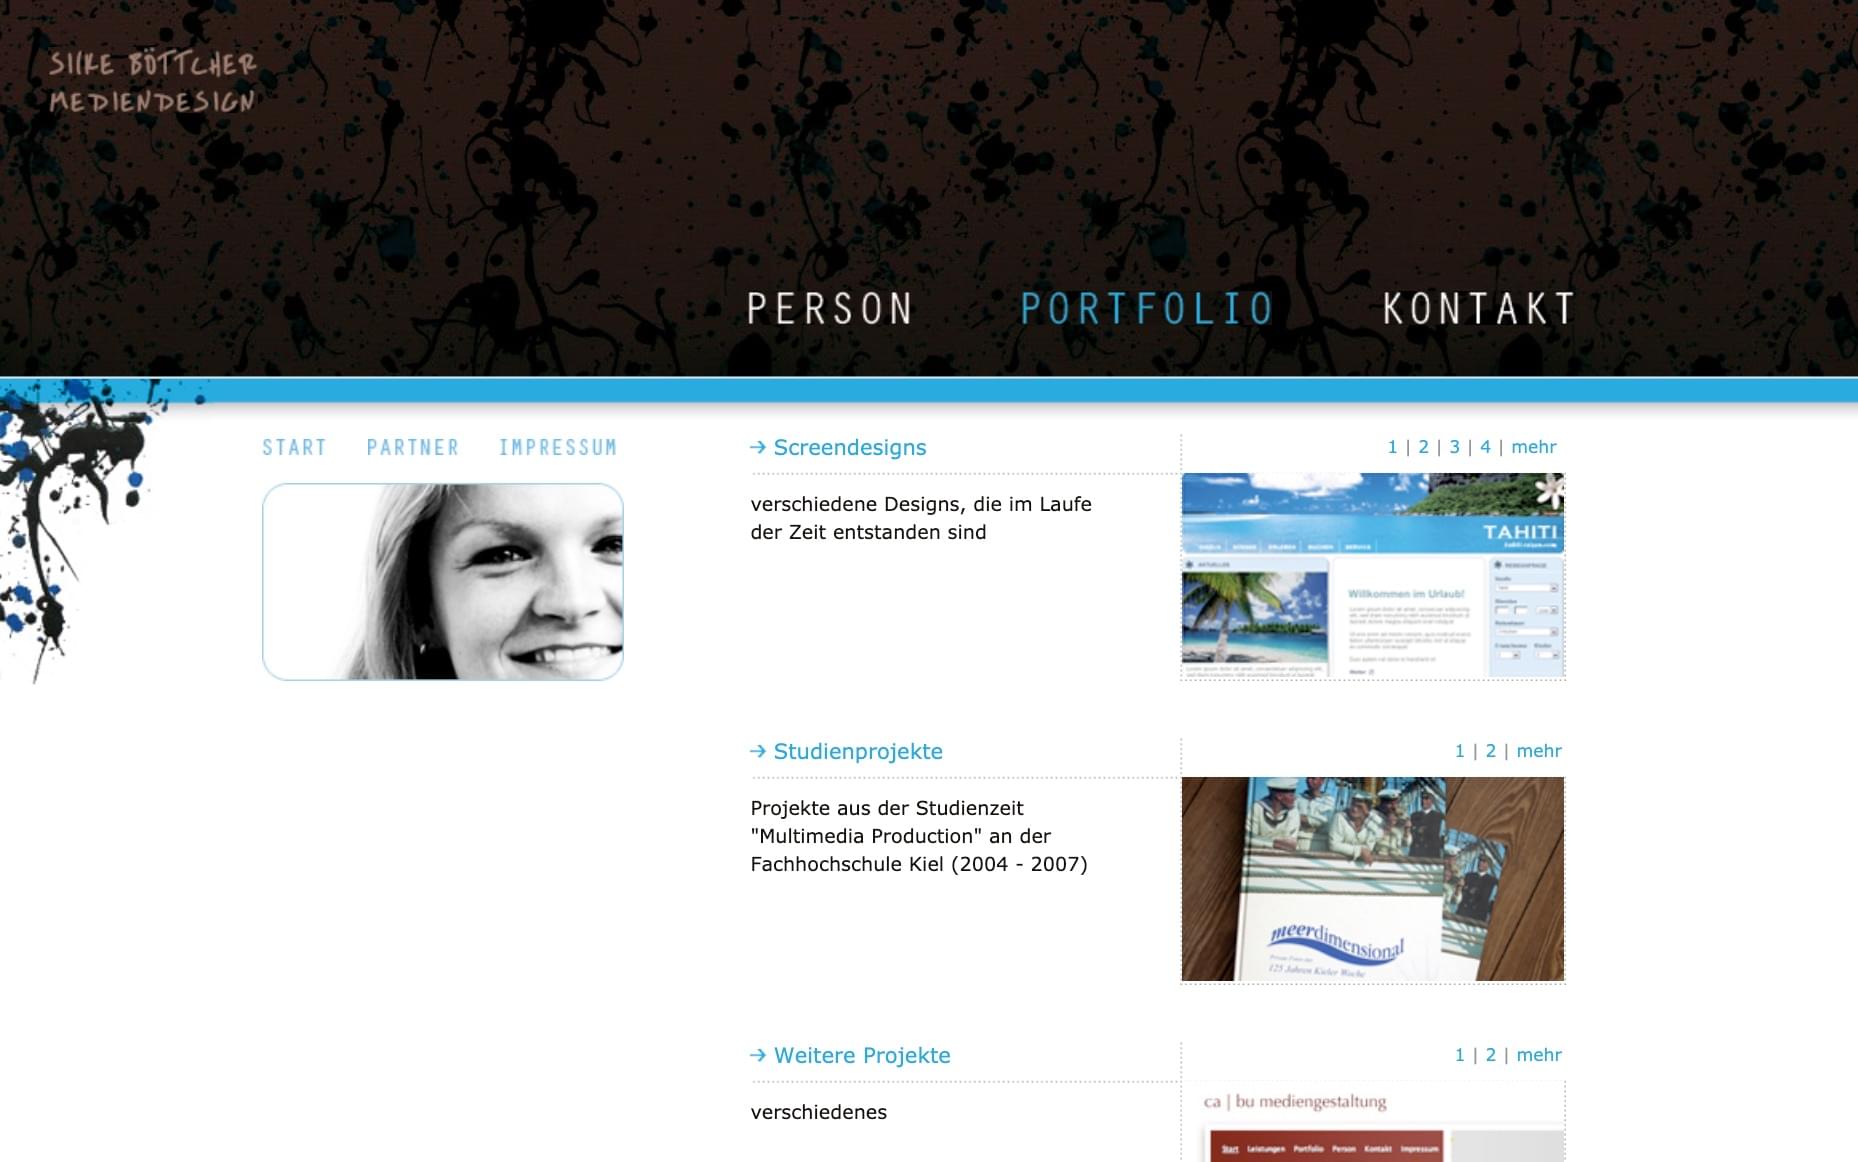 SILKE BÖTTCHER
MEDIENDESIGN
PERSON PORTFOLIO KONTAKT
START PARTNER IMPRESSUM
→ Screendesigns
1 | 2 | 3 | 4 | mehr
verschiedene Designs, die im Laufe
der Zeit entstanden sind
TAHITI
AKTUELLES
Willkommen im Urlaub!
→ Studienprojekte
1 | 2 | mehr
Projekte aus der Studienzeit
"Multimedia Production" an der
Fachhochschule Kiel (2004 - 2007)
meerdimensional
125 Jahren Kieler Woche
→ Weitere Projekte
1 | 2 | mehr
verschiedenes
ca | bu mediengestaltung
Start Leistungen Portfolio Person Kontakt Impressum